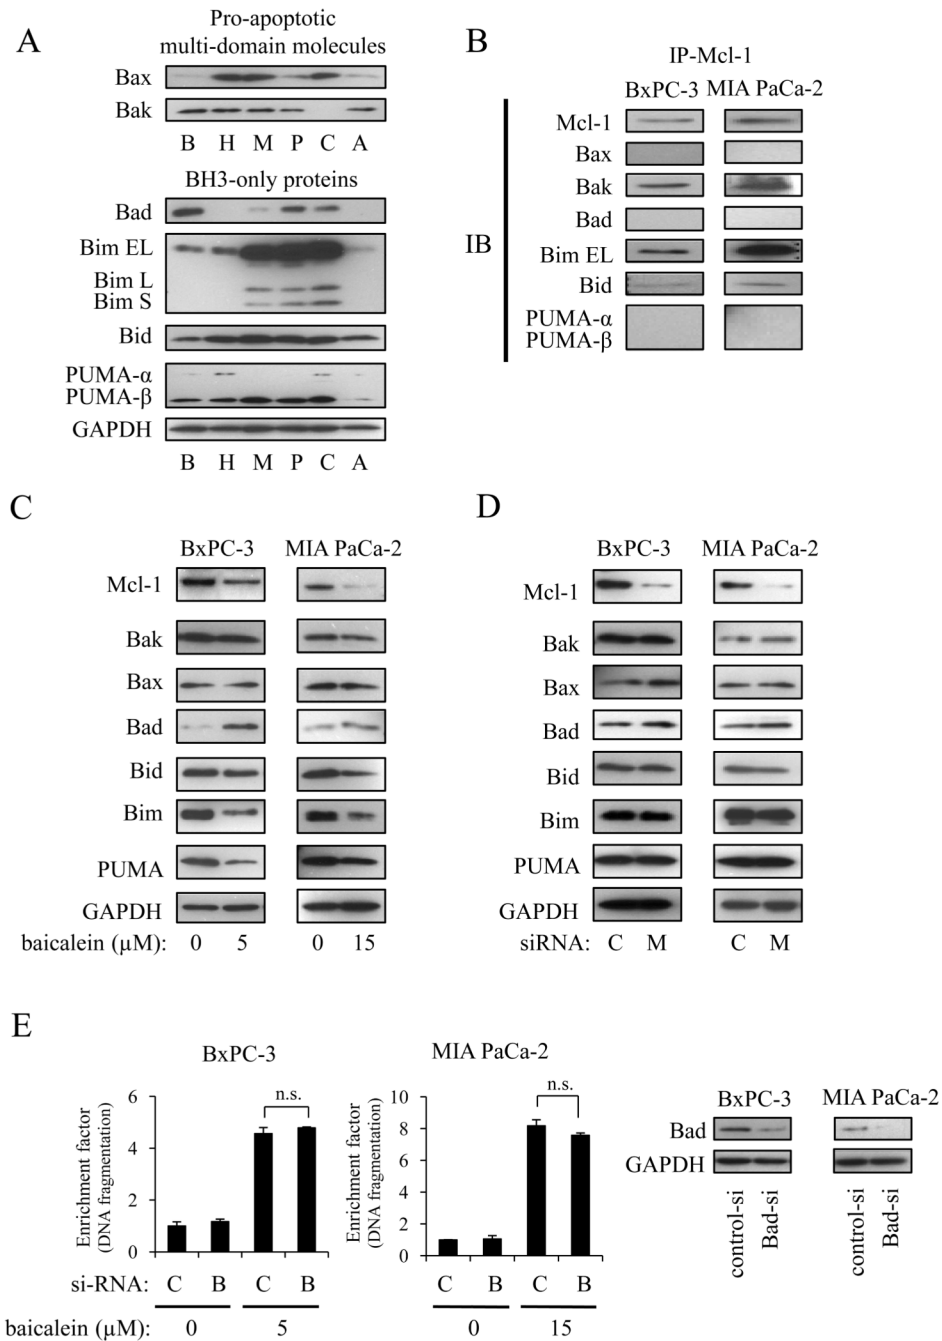 A
Pro-apoptotic
multi-domain molecules
Bax
Bak
B H M P C A
BH3-only proteins
Bad
Bim EL
Bim L
Bim S
Bid
PUMA-α
PUMA-β
GAPDH
B H M P C A
B
IP-Mcl-1
BxPC-3 MIA PaCa-2
IB
Mcl-1
Bax
Bak
Bad
Bim EL
Bid
PUMA-α
PUMA-β
C
BxPC-3 MIA PaCa-2
Mcl-1
Bak
Bax
Bad
Bid
Bim
PUMA
GAPDH
baicalein (µM): 0 5 0 15
D
BxPC-3 MIA PaCa-2
Mcl-1
Bak
Bax
Bad
Bid
Bim
PUMA
GAPDH
siRNA: C M C M
E
BxPC-3
Enrichment factor
(DNA fragmentation)
6
4
2
0
n.s.
si-RNA: C B C B
baicalein (µM): 0 5
MIA PaCa-2
Enrichment factor
(DNA fragmentation)
10
8
6
4
2
0
n.s.
C B C B
0 15
BxPC-3 MIA PaCa-2
Bad
GAPDH
control-si
Bad-si
control-si
Bad-si